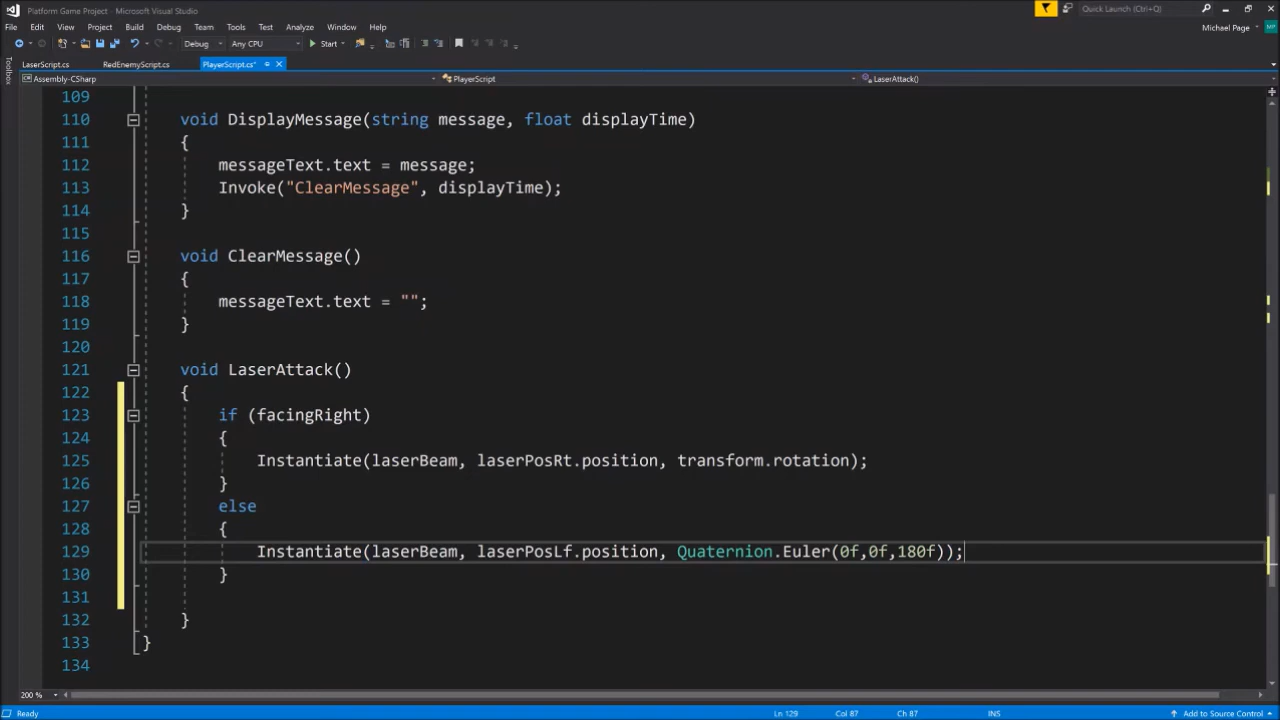 Platform Game Project - Microsoft Visual Studio
Quick Launch (Ctrl+Q)
File Edit View Project Build Debug Team Tools Test Analyze Window Help
Michael Page
MP
Debug Any CPU Start
LaserScript.cs RedEnemyScript.cs PlayerScript.cs*
Toolbox
Assembly-CSharp PlayerScript LaserAttack()
109
110 void DisplayMessage(string message, float displayTime)
111 {
112 messageText.text = message;
113 Invoke("ClearMessage", displayTime);
114 }
115
116 void ClearMessage()
117 {
118 messageText.text = "";
119 }
120
121 void LaserAttack()
122 {
123 if (facingRight)
124 {
125 Instantiate(laserBeam, laserPosRt.position, transform.rotation);
126 }
127 else
128 {
129 Instantiate(laserBeam, laserPosLf.position, Quaternion.Euler(0f,0f,180f));
130 }
131
132 }
133 }
134
200 %
Ready Ln 129 Col 87 Ch 87 INS Add to Source Control